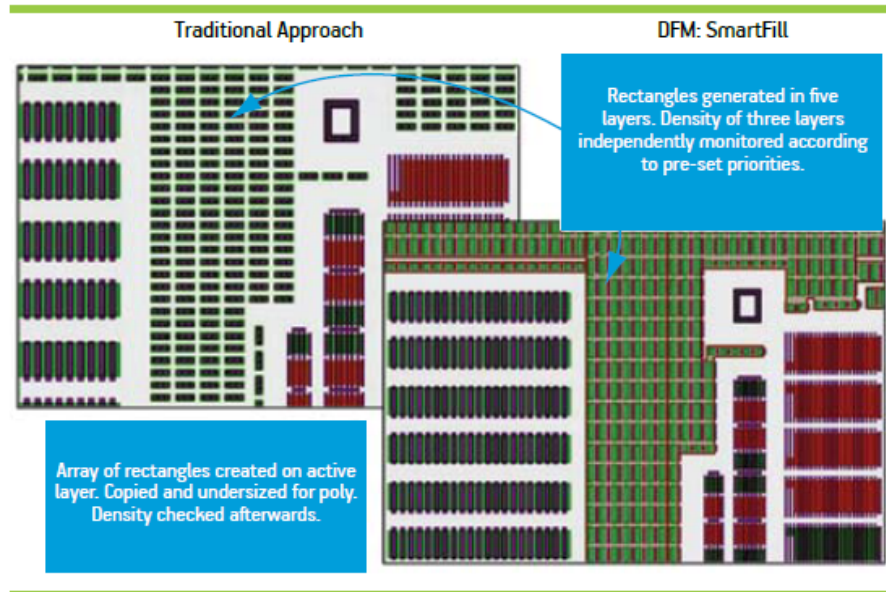 Traditional Approach
DFM: SmartFill
Rectangles generated in five
layers. Density of three layers
independently monitored according
to pre-set priorities.
Array of rectangles created on active
layer. Copied and undersized for poly.
Density checked afterwards.